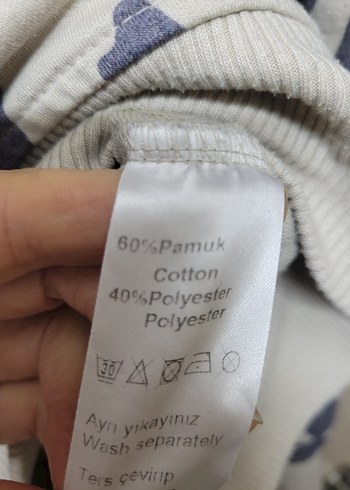 60%Pamuk
Cotton
40%Polyester
Polyester
30
Ayrı yıkayınız
Wash separately
Ters çevirip